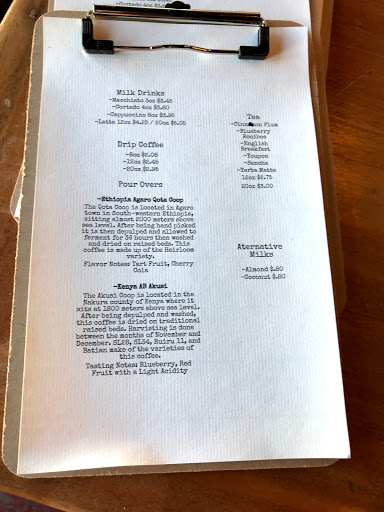 Milk Drinks
-Macchiato 3oz $3.45
-Cortado 4oz $3.60
-Cappuccino 8oz $3.95
-Latte 12oz $4.25 / 20oz $5.05
Drip Coffee
-8oz $2.08
-12oz $2.45
-20oz $2.95
Pour Overs
-Ethiopia Agaro Qota Coop
The Qota Coop is located in Agaro
town in South-western Ethiopia,
sitting almost 2000 meters above
sea level. After being hand picked
it is then depulped and allowed to
ferment for 36 hours then washed
and dried on raised beds. This
coffee is made up of the Heirloom
variety.
Flavor Notes: Tart Fruit, Cherry
Cola
-Kenya AB Akusi
The Akusi Coop is located in the
Nakura county of Kenya where it
sits at 1800 meters above sea level.
After being depulped and washed,
this coffee is dried on traditional
raised beds. Harvisting is done
between the months of November and
December. SL28, SL34, Ruiru 11, and
Batian make of the varieties of
this coffee.
Tasting Notes: Blueberry, Red
Fruit with a Light Acidity
Tea
-Cinnamon Plum
-Blueberry
Rooibos
-English
Breakfast
-Youpon
-Sencha
-Yerba Matte
12oz $2.75
20oz $3.00
Aternative
Milks
-Almond $.80
-Coconut $.80